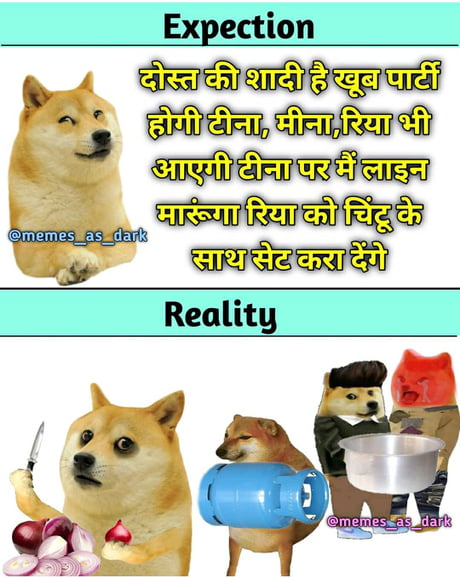 Expection
दोस्त की शादी है खूब पार्टी
होगी टीना, मीना,रिया भी
आएगी टीना पर मैं लाइन
मारूंगा रिया को चिंटू के
साथ सेट करा देंगे
@memes_as_dark
Reality
@memes_as_dark